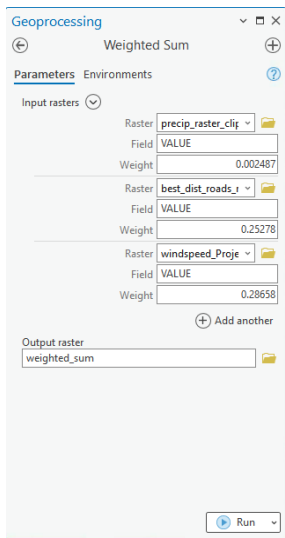 Geoprocessing
Weighted Sum
Parameters Environments
Input rasters
Raster precip_raster_clip
Field VALUE
Weight 0.002487
Raster best_dist_roads_r
Field VALUE
Weight 0.25278
Raster windspeed_Proje
Field VALUE
Weight 0.28658
Add another
Output raster
weighted_sum
Run